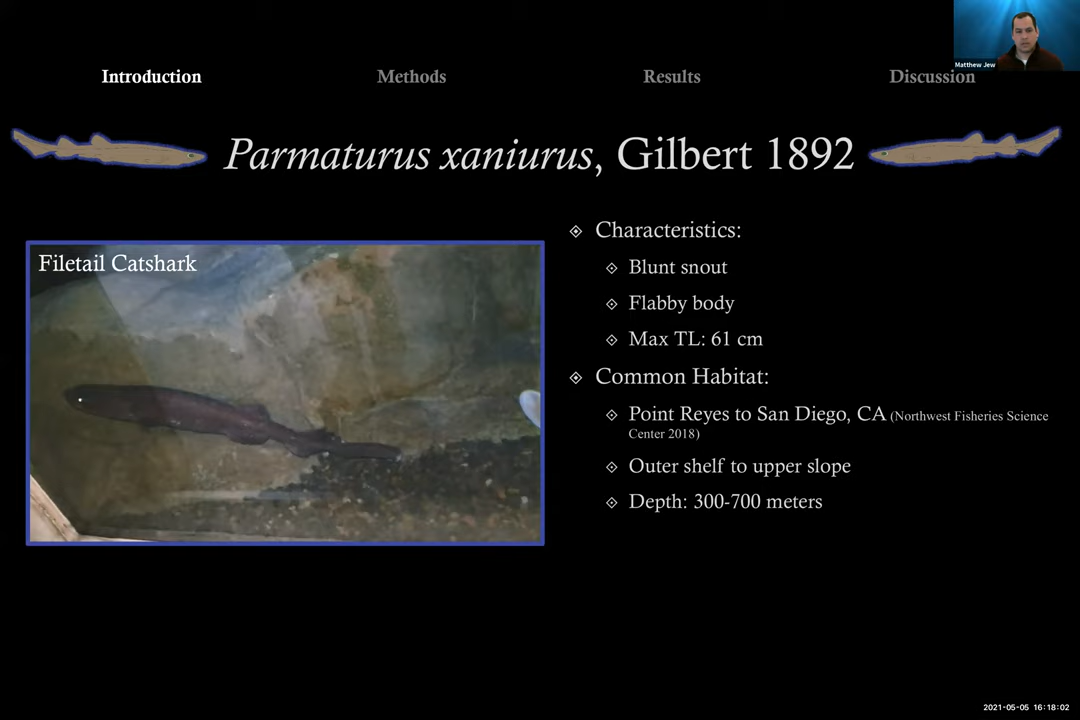 Matthew Jew
Introduction Methods Results Discussion
Parmaturus xaniurus, Gilbert 1892
Filetail Catshark
Characteristics:
Blunt snout
Flabby body
Max TL: 61 cm
Common Habitat:
Point Reyes to San Diego, CA (Northwest Fisheries Science
Center 2018)
Outer shelf to upper slope
Depth: 300-700 meters
2021-05-05 16:18:02